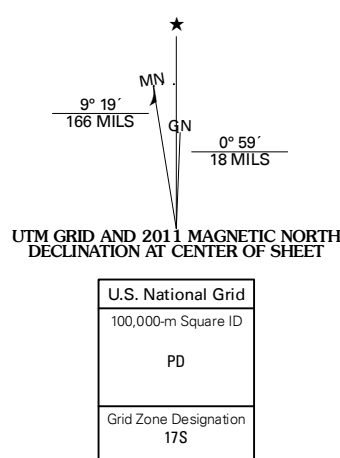 ★
MN
9° 19´
166 MILS
GN
0° 59´
18 MILS
UTM GRID AND 2011 MAGNETIC NORTH
DECLINATION AT CENTER OF SHEET
U.S. National Grid
100,000-m Square ID
PD
Grid Zone Designation
17S